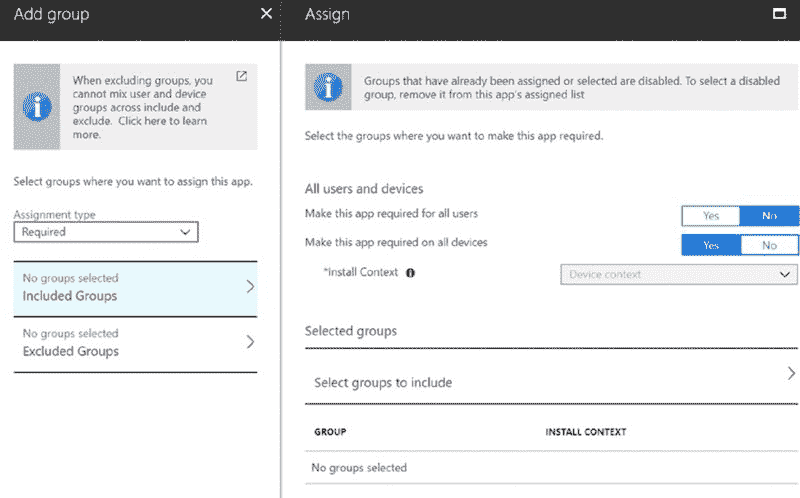 Add group
When excluding groups, you
cannot mix user and device
groups across include and
exclude. Click here to learn
more.
Select groups where you want to assign this app.
Assignment type
Required
No groups selected
Included Groups
No groups selected
Excluded Groups
Assign
Groups that have already been assigned or selected are disabled. To select a disabled
group, remove it from this app's assigned list
Select the groups where you want to make this app required.
All users and devices
Make this app required for all users Yes No
Make this app required on all devices Yes No
*Install Context Device context
Selected groups
Select groups to include
GROUP INSTALL CONTEXT
No groups selected